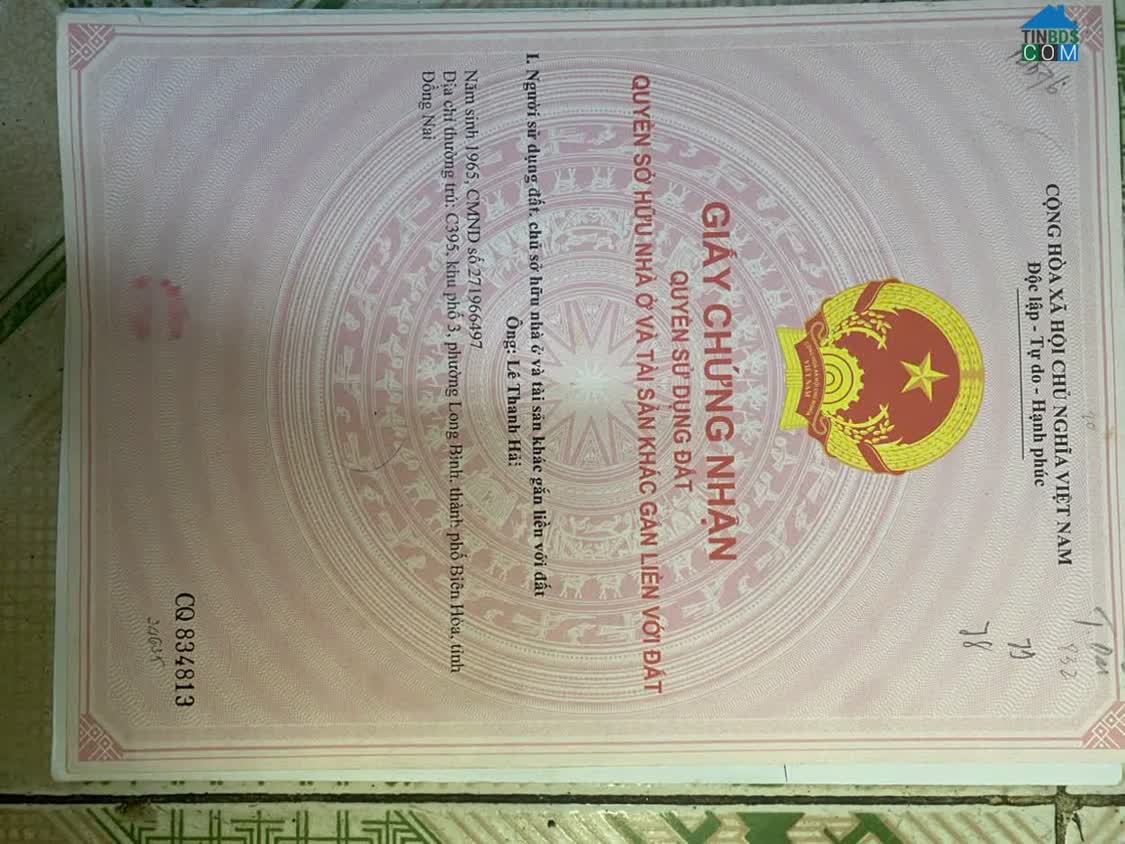 TINBDS
COM
CỘNG HÒA XÃ HỘI CHỦ NGHĨA VIỆT NAM
Độc lập - Tự do - Hạnh phúc
VIỆT NAM
GIẤY CHỨNG NHẬN
QUYỀN SỬ DỤNG ĐẤT
QUYỀN SỞ HỮU NHÀ Ở VÀ TÀI SẢN KHÁC GẮN LIỀN VỚI ĐẤT
I. Người sử dụng đất, chủ sở hữu nhà ở và tài sản khác gắn liền với đất
Ông: Lê Thanh Hải
Năm sinh 1965, CMND số 271966497
Địa chỉ thường trú: C395, khu phố 3, phường Long Bình, thành phố Biên Hòa, tỉnh
Đồng Nai
CQ 834813